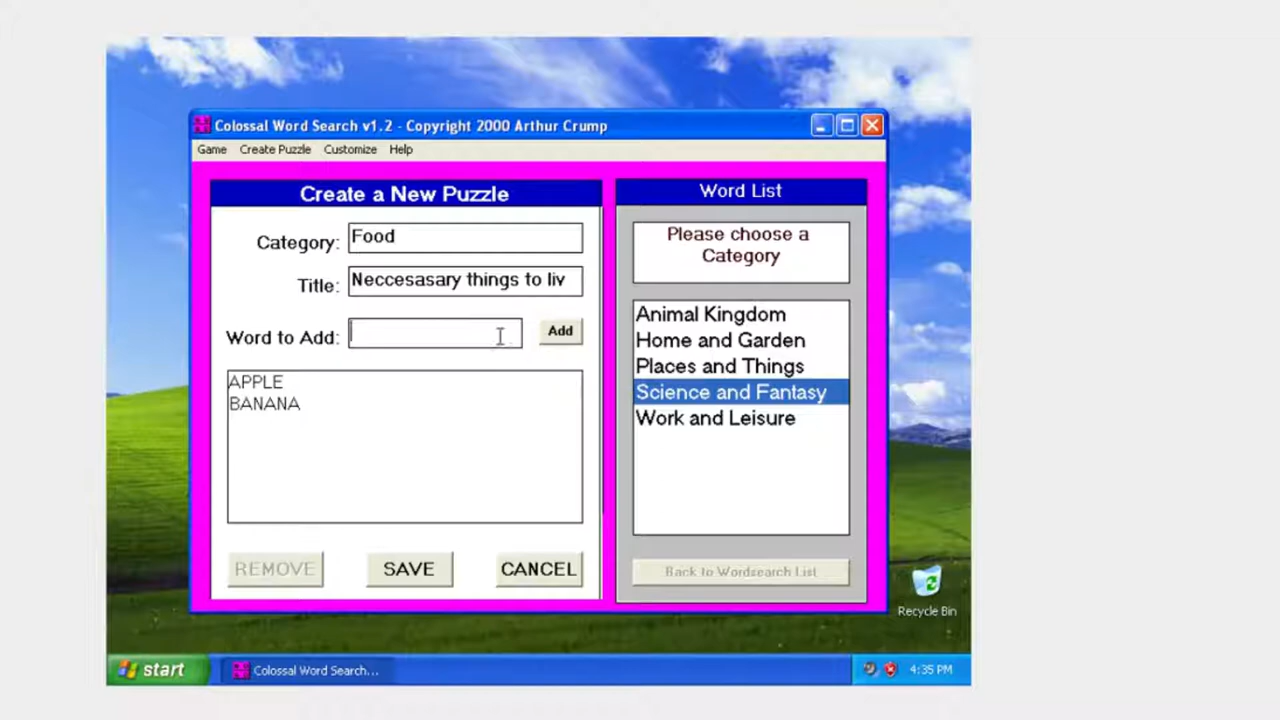 Colossal Word Search v1.2 - Copyright 2000 Arthur Crump
Game Create Puzzle Customize Help
Create a New Puzzle
Category: Food
Title: Neccesasary things to liv
Word to Add:
Add
APPLE
BANANA
REMOVE
SAVE
CANCEL
Word List
Please choose a
Category
Animal Kingdom
Home and Garden
Places and Things
Science and Fantasy
Work and Leisure
Back to Wordsearch List
Recycle Bin
start
Colossal Word Search...
4:35 PM